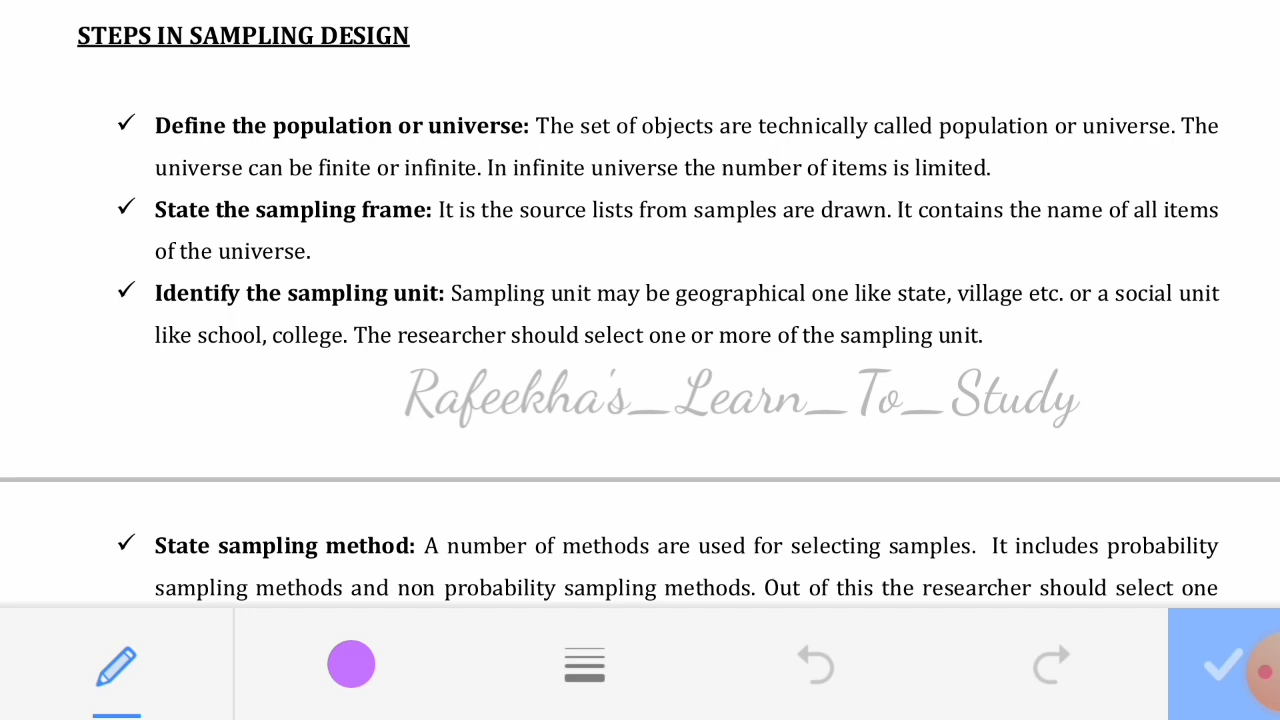 STEPS IN SAMPLING DESIGN
✓ Define the population or universe: The set of objects are technically called population or universe. The
universe can be finite or infinite. In infinite universe the number of items is limited.
✓ State the sampling frame: It is the source lists from samples are drawn. It contains the name of all items
of the universe.
✓ Identify the sampling unit: Sampling unit may be geographical one like state, village etc. or a social unit
like school, college. The researcher should select one or more of the sampling unit.
Rafeekha's_Learn_To_Study
✓ State sampling method: A number of methods are used for selecting samples. It includes probability
sampling methods and non probability sampling methods. Out of this the researcher should select one